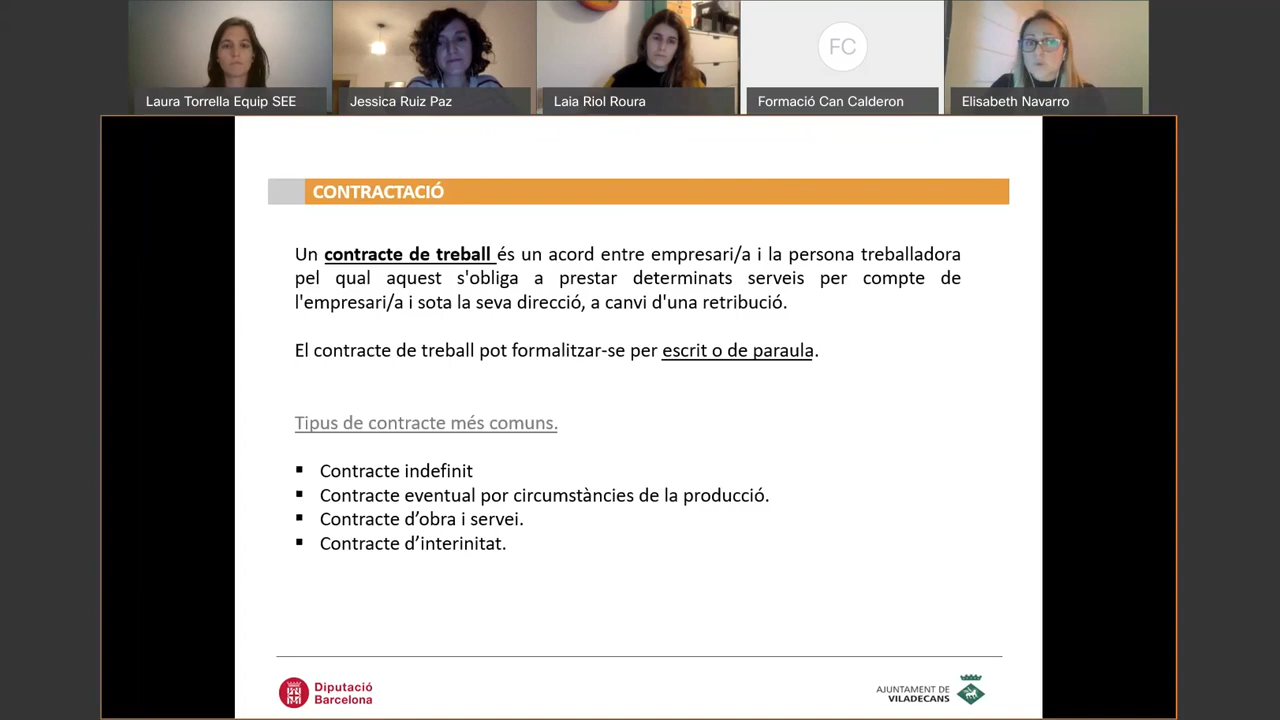 FC
Laura Torrella Equip SEE
Jessica Ruiz Paz
Laia Riol Roura
Formació Can Calderon
Elisabeth Navarro
CONTRACTACIÓ
Un contracte de treball és un acord entre empresari/a i la persona treballadora
pel qual aquest s'obliga a prestar determinats serveis per compte de
l'empresari/a i sota la seva direcció, a canvi d'una retribució.
El contracte de treball pot formalitzar-se per escrit o de paraula.
Tipus de contracte més comuns.
▪ Contracte indefinit
▪ Contracte eventual por circumstàncies de la producció.
▪ Contracte d’obra i servei.
▪ Contracte d’interinitat.
Diputació
Barcelona
AJUNTAMENT DE
VILADECANS